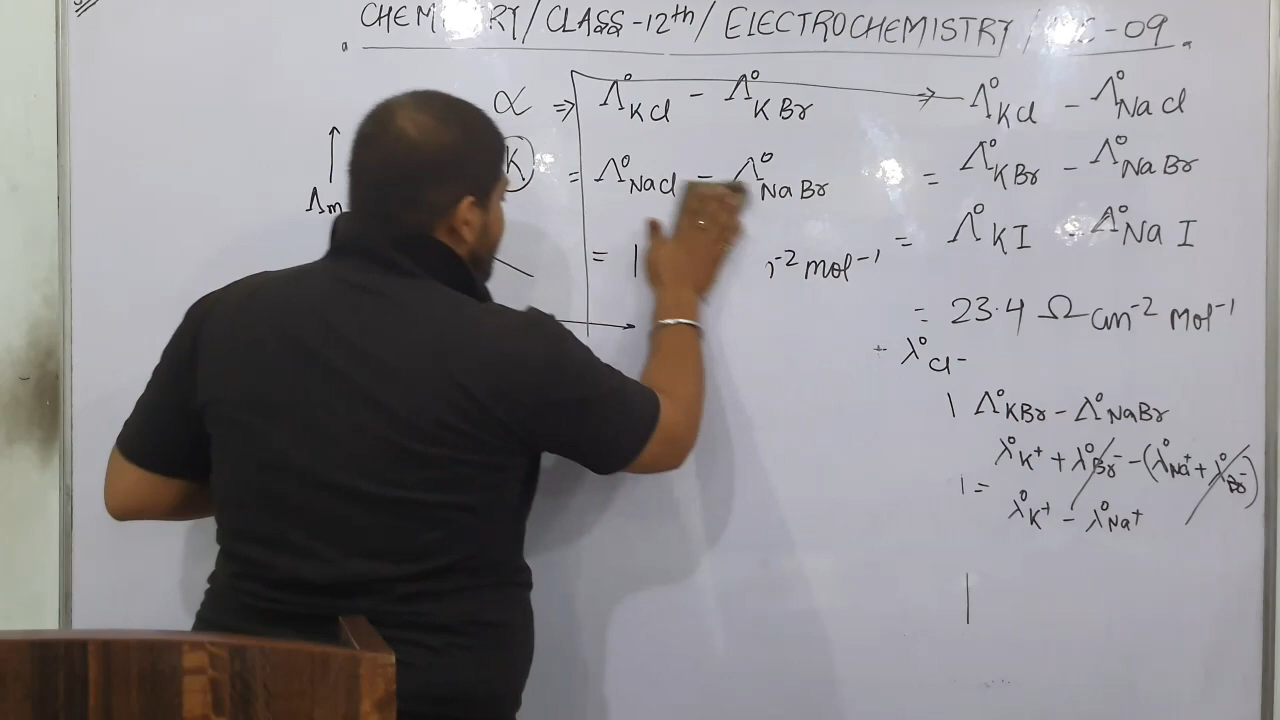 CHEMISTRY/CLASS-12th/ELECTROCHEMISTRY/ -09
∝ ⇒ Λ°KCl - Λ°KBr → Λ°KCl - Λ°NaCl
K = Λ°NaCl - Λ°NaBr = Λ°KBr - Λ°NaBr
Λm
= 1 -2 mol-1 = Λ°KI - Λ°NaI
= 23.4 Ω cm-2 mol-1
+ λ°Cl-
Λ°KBr - Λ°NaBr
λ°K+ + λ°Br- - (λ°Na+ + λ°Br-)
= λ°K+ - λ°Na+